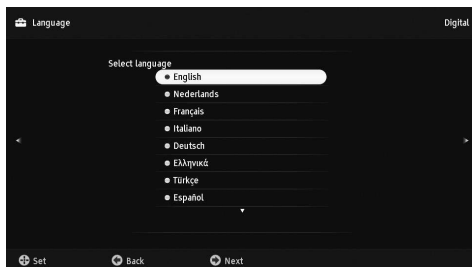 Language
Digital
Select language
English
Nederlands
Français
Italiano
Deutsch
Ελληνικά
Türkçe
Español
Set Back Next